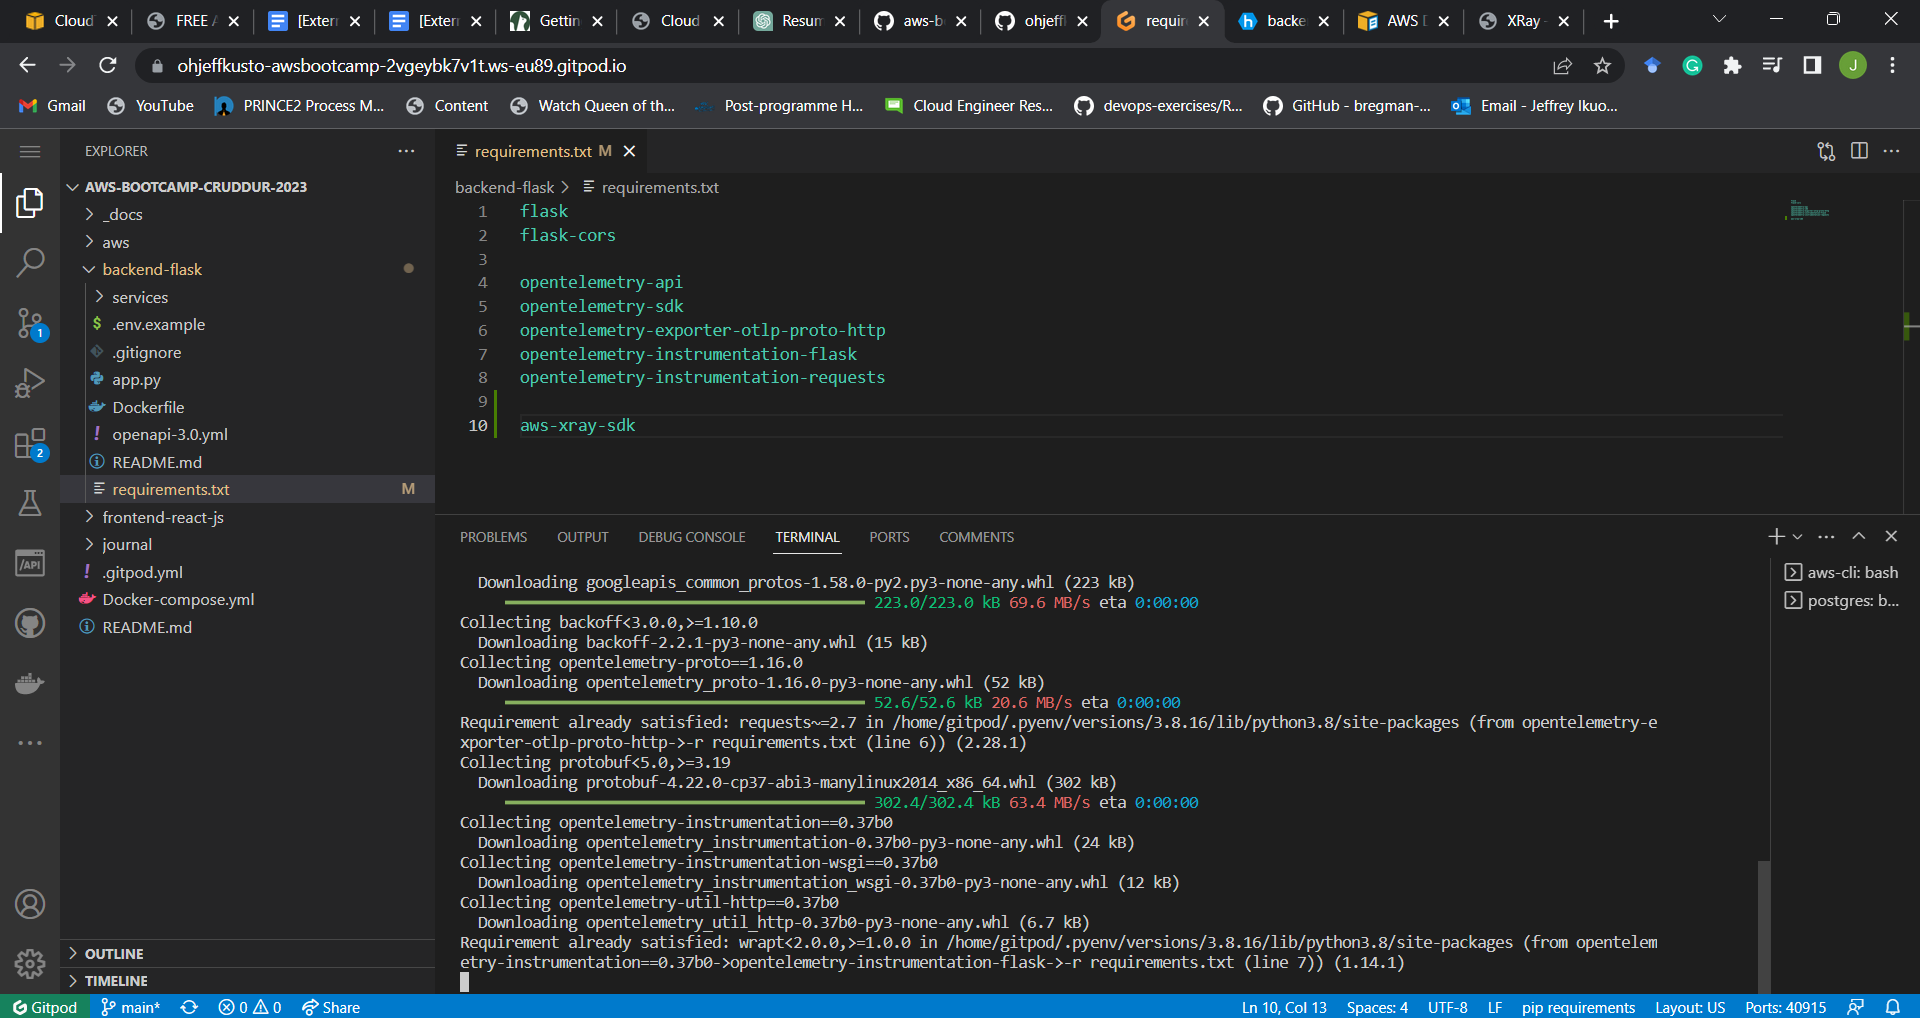 Cloud
FREE A
[Exter
[Exter
Gettin
Cloud
Resum
aws-b
ohjeff
requir
backe
AWS D
XRay -
ohjeffkusto-awsbootcamp-2vgeybk7v1t.ws-eu89.gitpod.io
J
Gmail
YouTube
PRINCE2 Process M...
Content
Watch Queen of th...
Post-programme H...
Cloud Engineer Res...
devops-exercises/R...
GitHub - bregman-...
Email - Jeffrey Ikuo...
EXPLORER
AWS-BOOTCAMP-CRUDDUR-2023
_docs
aws
backend-flask
services
$ .env.example
.gitignore
app.py
Dockerfile
! openapi-3.0.yml
README.md
requirements.txt M
frontend-react-js
journal
! .gitpod.yml
Docker-compose.yml
README.md
OUTLINE
TIMELINE
1
2
/API
requirements.txt M
backend-flask > requirements.txt
1 flask
2 flask-cors
3
4 opentelemetry-api
5 opentelemetry-sdk
6 opentelemetry-exporter-otlp-proto-http
7 opentelemetry-instrumentation-flask
8 opentelemetry-instrumentation-requests
9
10 aws-xray-sdk
PROBLEMS OUTPUT DEBUG CONSOLE TERMINAL PORTS COMMENTS
Downloading googleapis_common_protos-1.58.0-py2.py3-none-any.whl (223 kB)
223.0/223.0 kB 69.6 MB/s eta 0:00:00
Collecting backoff<3.0.0,>=1.10.0
Downloading backoff-2.2.1-py3-none-any.whl (15 kB)
Collecting opentelemetry-proto==1.16.0
Downloading opentelemetry_proto-1.16.0-py3-none-any.whl (52 kB)
52.6/52.6 kB 20.6 MB/s eta 0:00:00
Requirement already satisfied: requests~=2.7 in /home/gitpod/.pyenv/versions/3.8.16/lib/python3.8/site-packages (from opentelemetry-e
xporter-otlp-proto-http->-r requirements.txt (line 6)) (2.28.1)
Collecting protobuf<5.0,>=3.19
Downloading protobuf-4.22.0-cp37-abi3-manylinux2014_x86_64.whl (302 kB)
302.4/302.4 kB 63.4 MB/s eta 0:00:00
Collecting opentelemetry-instrumentation==0.37b0
Downloading opentelemetry_instrumentation-0.37b0-py3-none-any.whl (24 kB)
Collecting opentelemetry-instrumentation-wsgi==0.37b0
Downloading opentelemetry_instrumentation_wsgi-0.37b0-py3-none-any.whl (12 kB)
Collecting opentelemetry-util-http==0.37b0
Downloading opentelemetry_util_http-0.37b0-py3-none-any.whl (6.7 kB)
Requirement already satisfied: wrapt<2.0.0,>=1.0.0 in /home/gitpod/.pyenv/versions/3.8.16/lib/python3.8/site-packages (from opentelem
etry-instrumentation==0.37b0->opentelemetry-instrumentation-flask->-r requirements.txt (line 7)) (1.14.1)
aws-cli: bash
postgres: b...
Gitpod main* 0 0 Share
Ln 10, Col 13 Spaces: 4 UTF-8 LF pip requirements Layout: US Ports: 40915